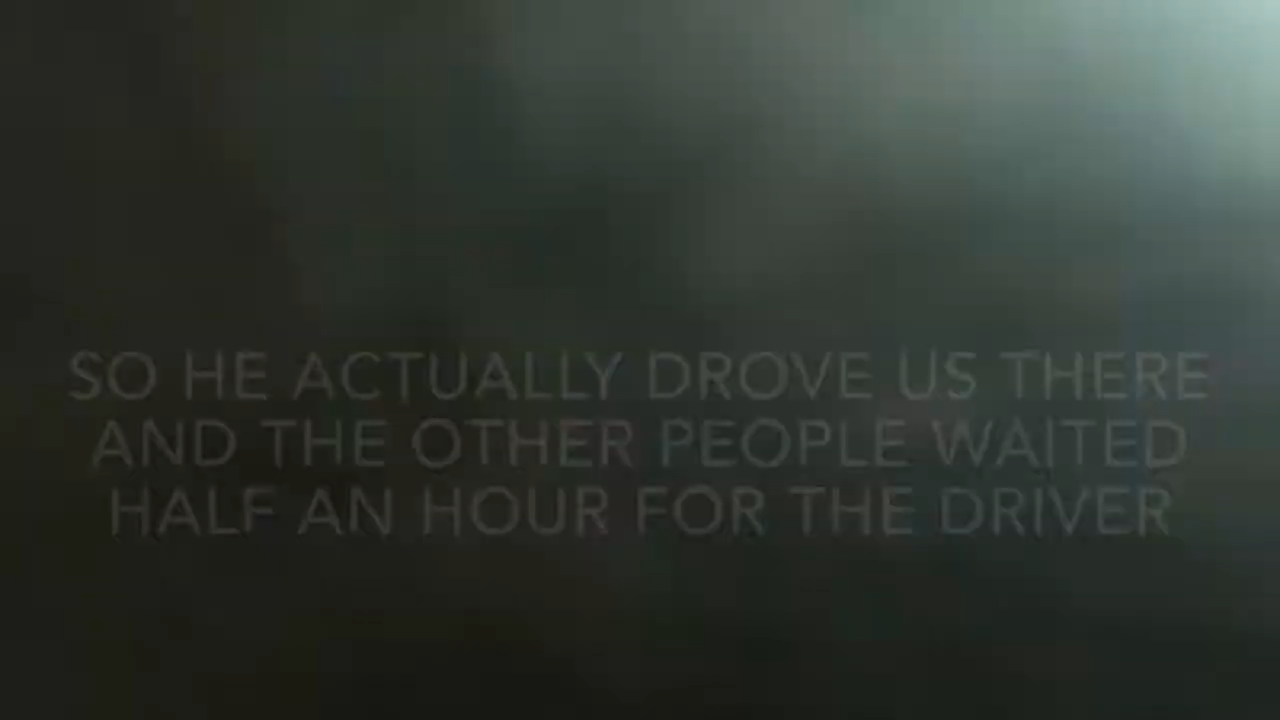 SO HE ACTUALLY DROVE US THERE
AND THE OTHER PEOPLE WAITED
HALF AN HOUR FOR THE DRIVER